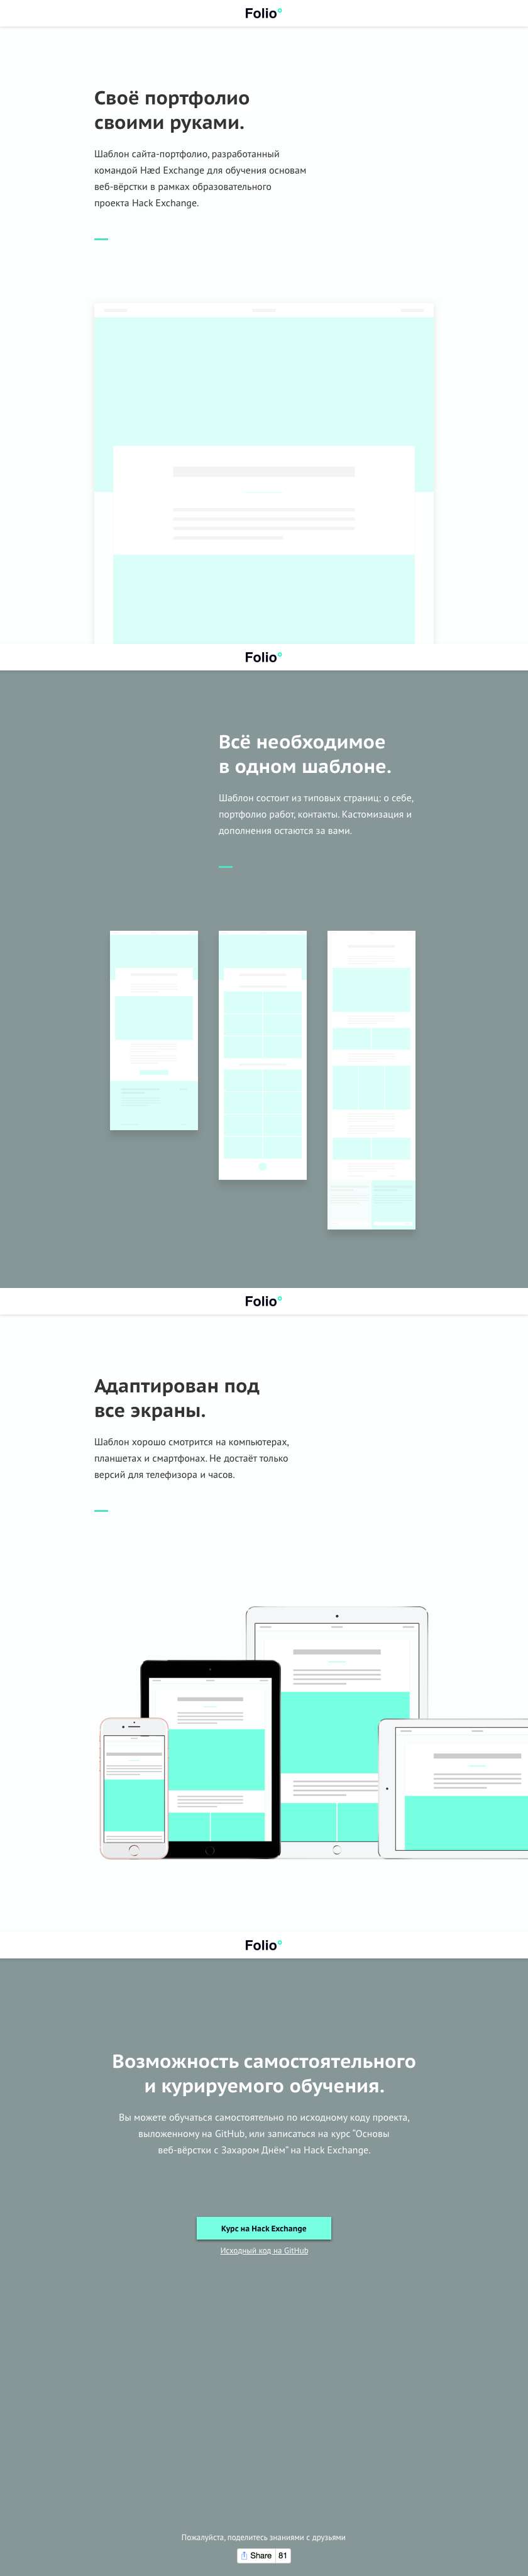 Folio
Своё портфолио
своими руками.
Шаблон сайта-портфолио, разработанный
командой Hæd Exchange для обучения основам
веб-вёрстки в рамках образовательного
проекта Hack Exchange.
Folio
Всё необходимое
в одном шаблоне.
Шаблон состоит из типовых страниц: о себе,
портфолио работ, контакты. Кастомизация и
дополнения остаются за вами.
Folio
Адаптирован под
все экраны.
Шаблон хорошо смотрится на компьютерах,
планшетах и смартфонах. Не достаёт только
версий для телефизора и часов.
Folio
Возможность самостоятельного
и курируемого обучения.
Вы можете обучаться самостоятельно по исходному коду проекта,
выложенному на GitHub, или записаться на курс "Основы
веб-вёрстки с Захаром Днём" на Hack Exchange.
Курс на Hack Exchange
Исходный код на GitHub
Пожалуйста, поделитесь знаниями с друзьями
Share 81